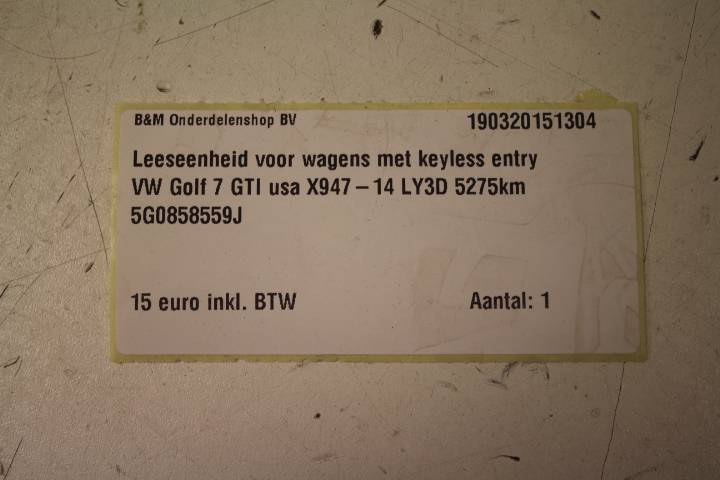 B&M Onderdelenshop BV 190320151304
Leeseenheid voor wagens met keyless entry
VW Golf 7 GTI usa X947-14 LY3D 5275km
5G0858559J
15 euro inkl. BTW Aantal: 1